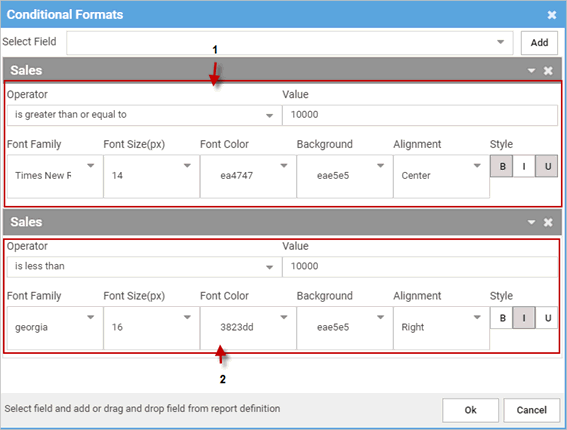 Conditional Formats
Select Field Add
1
Sales
Operator Value
is greater than or equal to 10000
Font Family Font Size(px) Font Color Background Alignment Style
Times New F 14 ea4747 eae5e5 Center B I U
Sales
Operator Value
is less than 10000
Font Family Font Size(px) Font Color Background Alignment Style
georgia 16 3823dd eae5e5 Right B I U
2
Select field and add or drag and drop field from report definition Ok Cancel